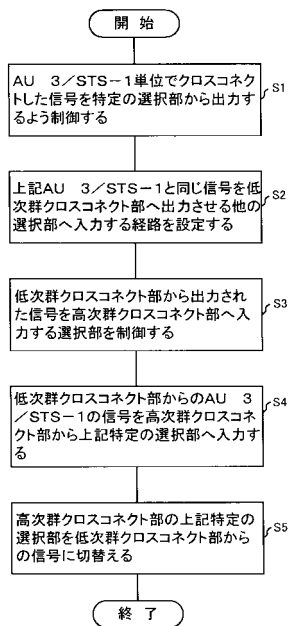 開 始
AU 3／STS－1単位でクロスコネク
トした信号を特定の選択部から出力す
るよう制御する
S1
上記AU 3／STS－1と同じ信号を低
次群クロスコネクト部へ出力させる他の
選択部へ入力する経路を設定する
S2
低次群クロスコネクト部から出力され
た信号を高次群クロスコネクト部へ入
力する選択部を制御する
S3
低次群クロスコネクト部からのAU 3
／STS－1の信号を高次群クロスコネ
クト部から上記特定の選択部へ入力す
る
S4
高次群クロスコネクト部の上記特定の
選択部を低次群クロスコネクト部から
の信号に切替える
S5
終 了